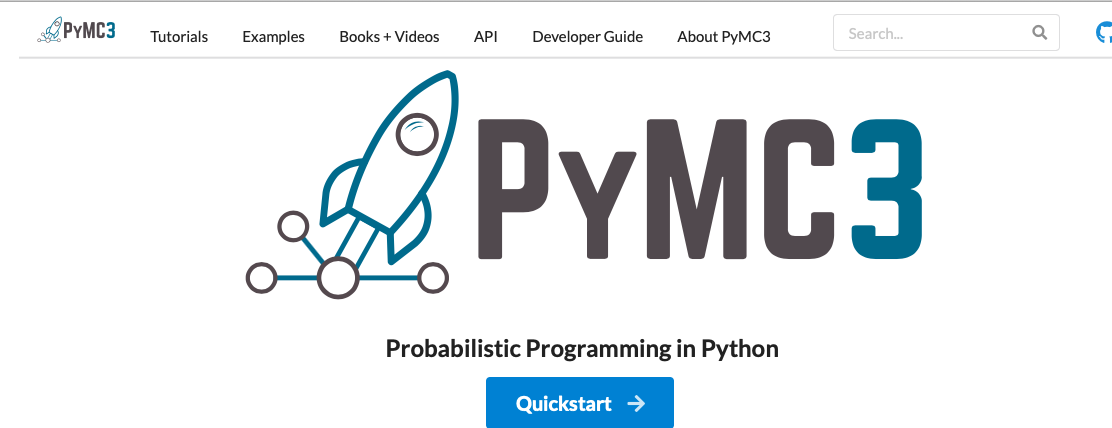 PyMC3 Tutorials Examples Books + Videos API Developer Guide About PyMC3 Search...
PyMC3
Probabilistic Programming in Python
Quickstart